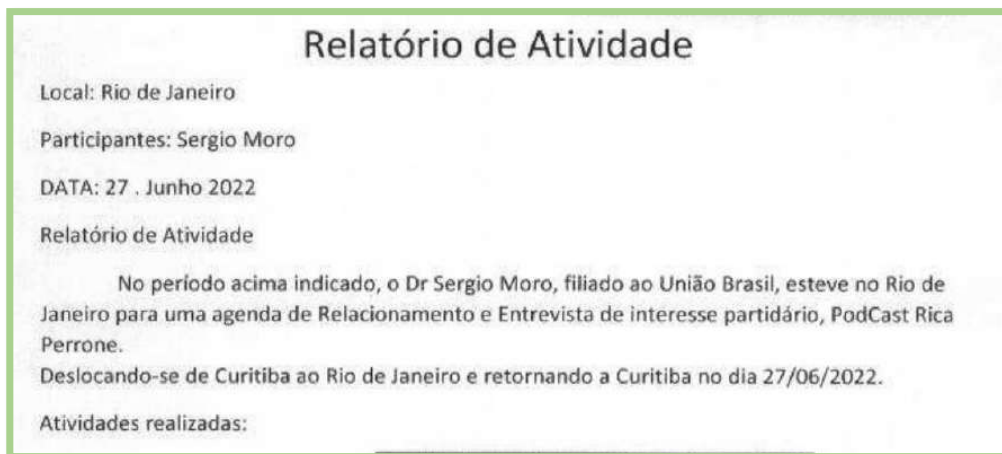 Relatório de Atividade
Local: Rio de Janeiro
Participantes: Sergio Moro
DATA: 27 . Junho 2022
Relatório de Atividade
No período acima indicado, o Dr Sergio Moro, filiado ao União Brasil, esteve no Rio de
Janeiro para uma agenda de Relacionamento e Entrevista de interesse partidário, PodCast Rica
Perrone.
Deslocando-se de Curitiba ao Rio de Janeiro e retornando a Curitiba no dia 27/06/2022.
Atividades realizadas: